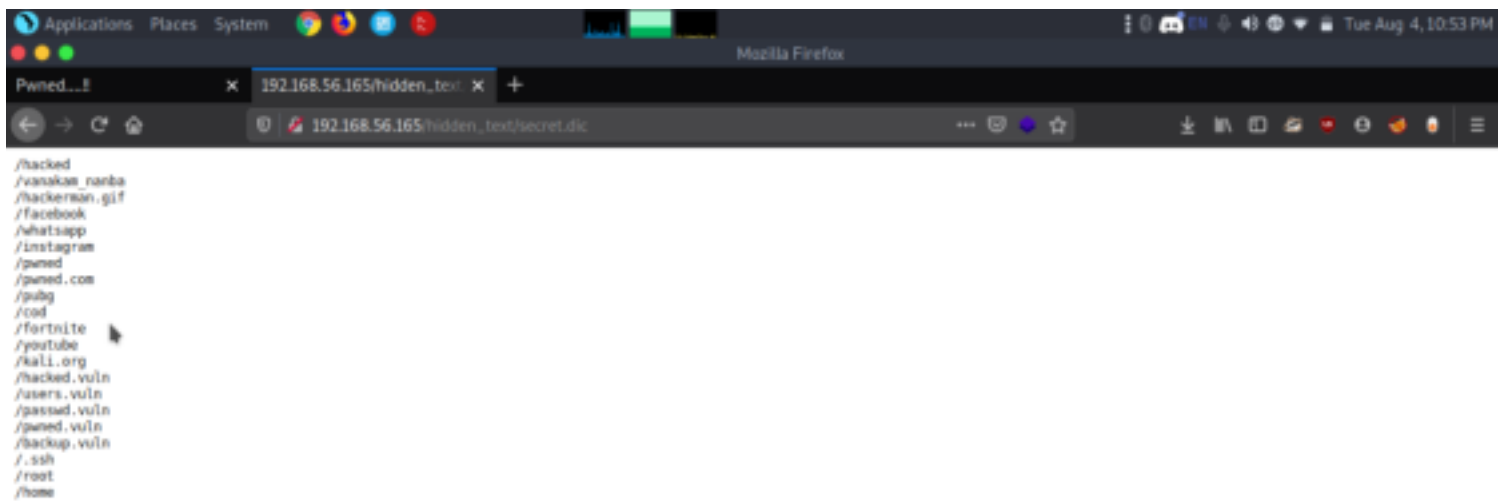 Applications Places System EN Tue Aug 4, 10:53 PM
Mozilla Firefox
Pwned....!! 192.168.56.165/hidden_text
192.168.56.165/hidden_text/secret.dic
/hacked
/vanakam_nanba
/hackerman.gif
/facebook
/whatsapp
/instagram
/pwned
/pwned.com
/pubg
/cod
/fortnite
/youtube
/kali.org
/hacked.vuln
/users.vuln
/passwd.vuln
/pwned.vuln
/backup.vuln
/.ssh
/root
/home